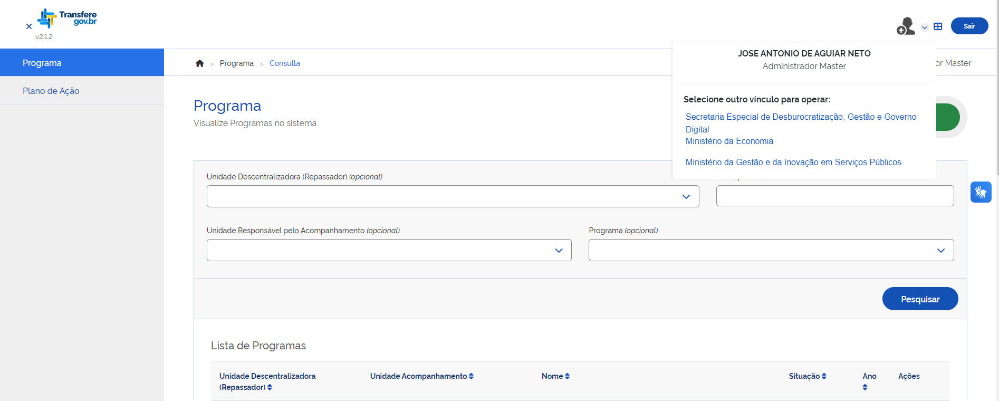 Transfere
gov.br
v2.1.2
Sair
Programa
Plano de Ação
Programa
Consulta
or Master
JOSE ANTONIO DE AGUIAR NETO
Administrador Master
Selecione outro vínculo para operar:
Secretaria Especial de Desburocratização, Gestão e Governo
Digital
Ministério da Economia
Ministério da Gestão e da Inovação em Serviços Públicos
Programa
Visualize Programas no sistema
Unidade Descentralizadora (Repassador) (opcional)
Unidade Responsável pelo Acompanhamento (opcional)
Programa (opcional)
Pesquisar
Lista de Programas
Unidade Descentralizadora
(Repassador)
Unidade Acompanhamento
Nome
Situação
Ano
Ações